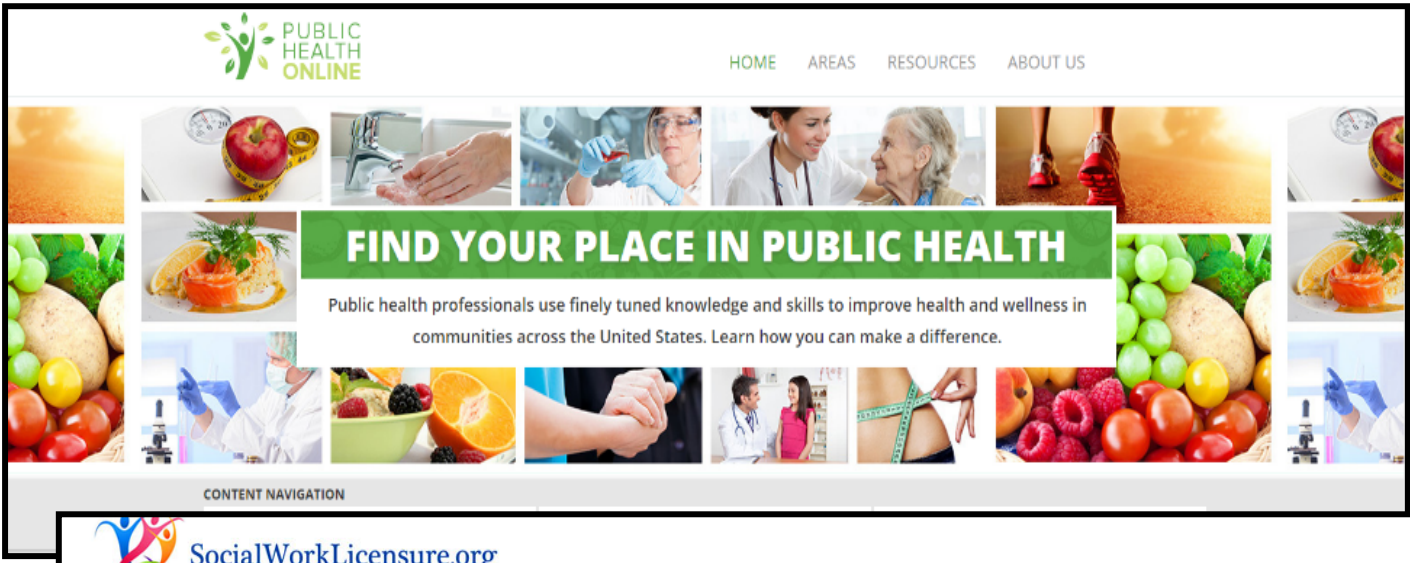 PUBLIC
HEALTH
ONLINE
HOME AREAS RESOURCES ABOUT US
FIND YOUR PLACE IN PUBLIC HEALTH
Public health professionals use finely tuned knowledge and skills to improve health and wellness in
communities across the United States. Learn how you can make a difference.
CONTENT NAVIGATION
SocialWorkLicensure.org